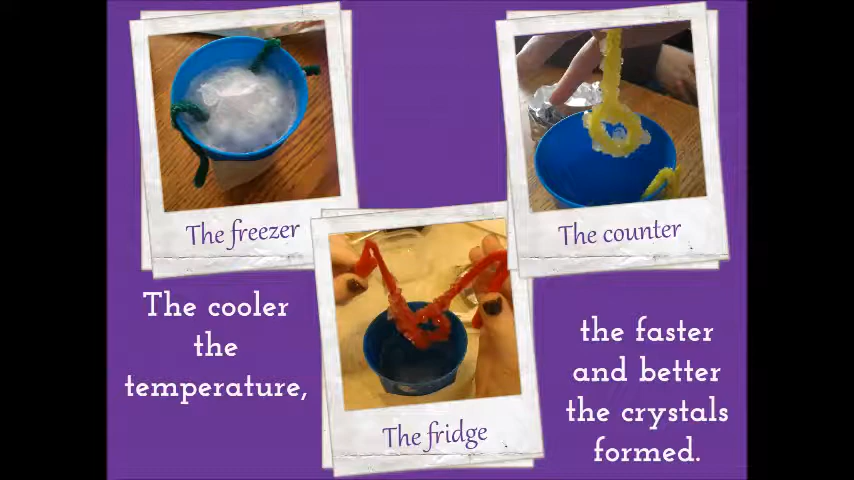 The freezer
The counter
The fridge
The cooler
the
temperature,
the faster
and better
the crystals
formed.